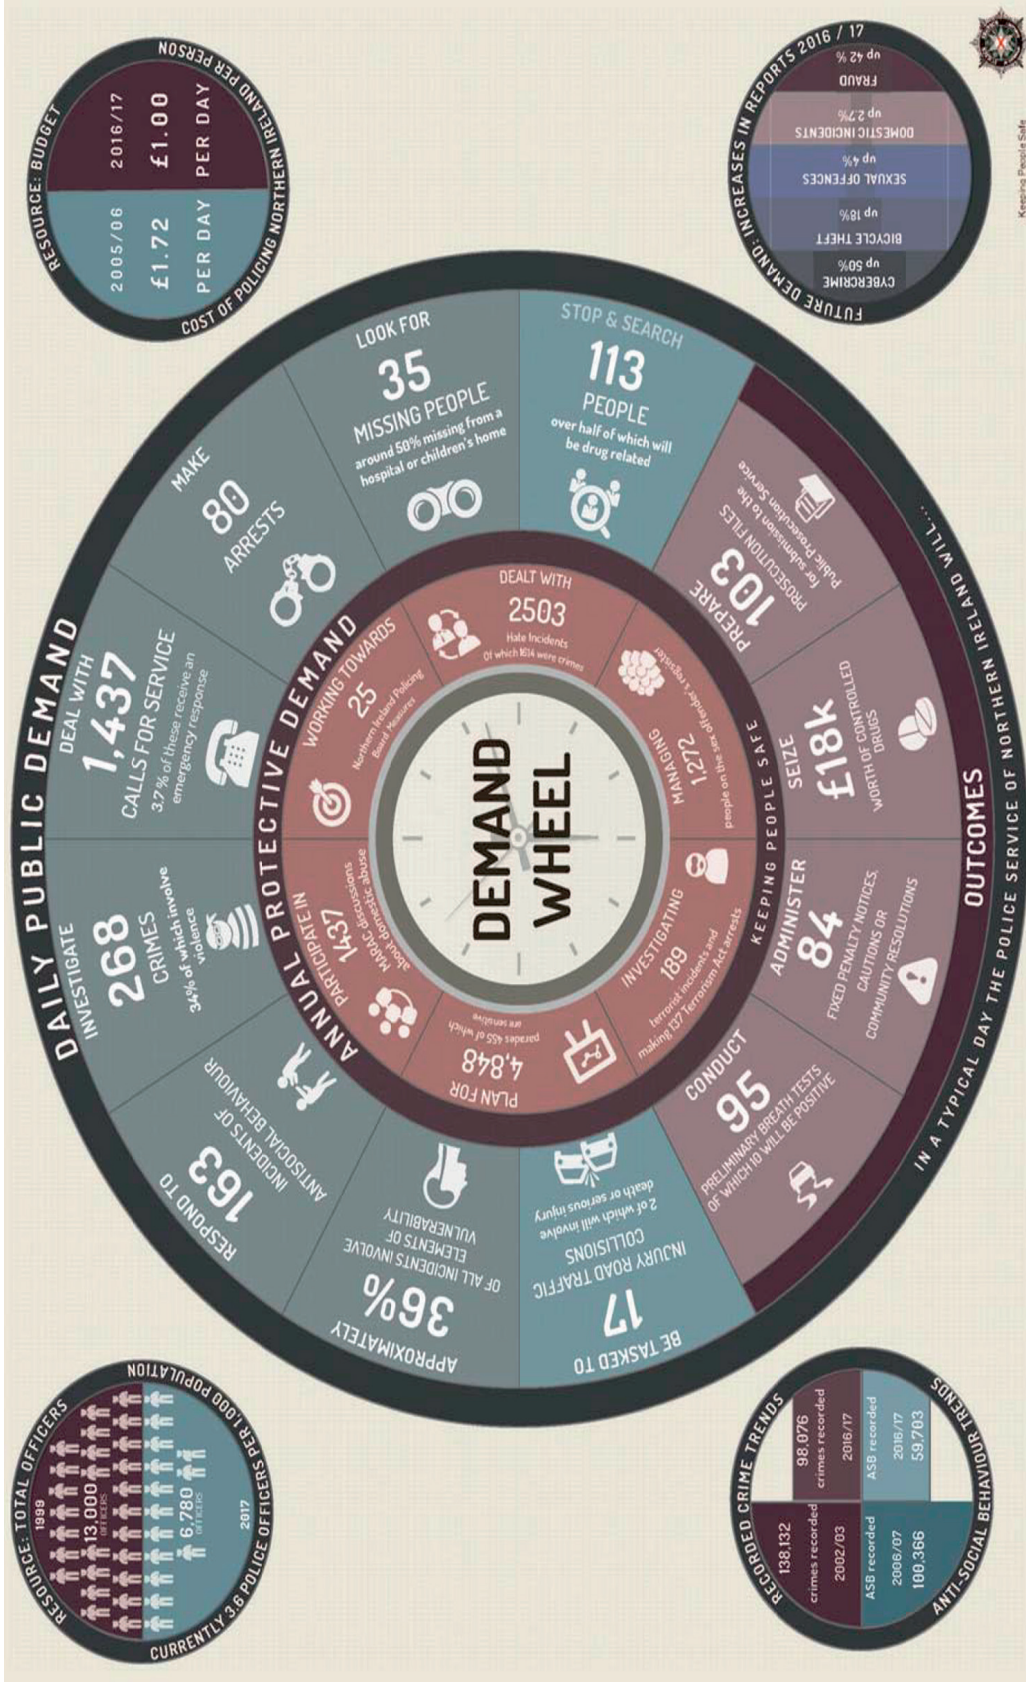 RESOURCE: TOTAL OFFICERS
1999
13,000
OFFICERS
6,780
OFFICERS
2017
CURRENTLY 3.6 POLICE OFFICERS PER 1,000 POPULATION
RESOURCE: BUDGET
2005/06
£1.72
PER DAY
2016/17
£1.00
PER DAY
COST OF POLICING NORTHERN IRELAND PER PERSON
DAILY PUBLIC DEMAND
APPROXIMATELY
36%
OF ALL INCIDENTS INVOLVE
ELEMENTS OF
VULNERABILITY
RESPOND TO
163
INCIDENTS OF
ANTISOCIAL BEHAVIOUR
INVESTIGATE
268
CRIMES
34% of which involve
violence
DEAL WITH
1,437
CALLS FOR SERVICE
3.7 % of these receive an
emergency response
MAKE
80
ARRESTS
LOOK FOR
35
MISSING PEOPLE
around 50% missing from a
hospital or children's home
STOP & SEARCH
113
PEOPLE
over half of which will
be drug related
BE TASKED TO
17
INJURY ROAD TRAFFIC
COLLISIONS
2 of which will involve
death or serious injury
ANNUAL PROTECTIVE DEMAND
PLAN FOR
4,848
parades 455 of which
are sensitive
PARTICIPATE IN
1437
MARAC discussions
about domestic abuse
WORKING TOWARDS
25
Northern Ireland Policing
Board Measures
DEALT WITH
2503
Hate Incidents
Of which 1614 were crimes
MANAGING
1,272
people on the sex offender's register
INVESTIGATING
189
terrorist incidents and
making 137 Terrorism Act arrests
DEMAND
WHEEL
KEEPING PEOPLE SAFE
CONDUCT
95
PRELIMINARY BREATH TESTS
OF WHICH 10 WILL BE POSITIVE
ADMINISTER
84
FIXED PENALTY NOTICES,
CAUTIONS OR
COMMUNITY RESOLUTIONS
SEIZE
£18k
WORTH OF CONTROLLED
DRUGS
PREPARE
103
PROSECUTION FILES
for submission to the
Public Prosecution Service
OUTCOMES
IN A TYPICAL DAY THE POLICE SERVICE OF NORTHERN IRELAND WILL...
RECORDED CRIME TRENDS
138,132
crimes recorded
2002/03
98,076
crimes recorded
2016/17
ASB recorded
2006/07
100,366
ASB recorded
2016/17
59,703
ANTI-SOCIAL BEHAVIOUR TRENDS
FUTURE DEMAND: INCREASES IN REPORTS 2016 / 17
CYBERCRIME
up 50%
BICYCLE THEFT
up 18%
SEXUAL OFFENCES
up 4%
DOMESTIC INCIDENTS
up 2.7%
FRAUD
up 42 %
Keeping People Safe